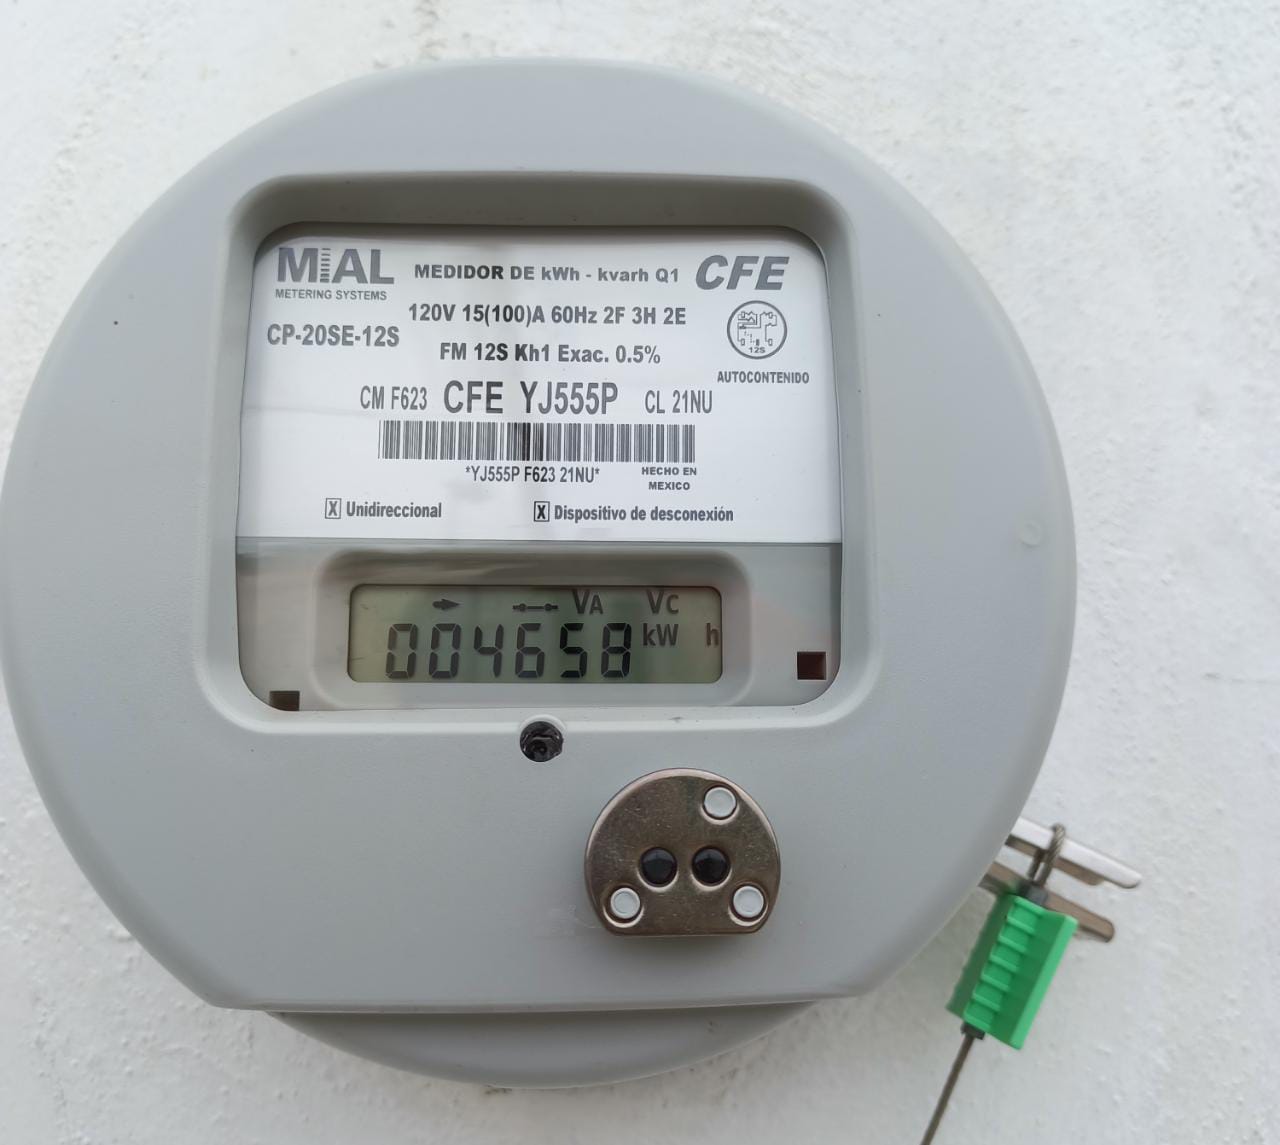 MIAL
METERING SYSTEMS
MEDIDOR DE kWh - kvarh Q1
CFE
120V 15(100)A 60Hz 2F 3H 2E
CP-20SE-12S
FM 12S Kh1 Exac. 0.5%
12S
AUTOCONTENIDO
CM F623 CFE YJ555P CL 21NU
*YJ555P F623 21NU*
HECHO EN
MEXICO
X Unidireccional
X Dispositivo de desconexión
VA VC
004658 kW h